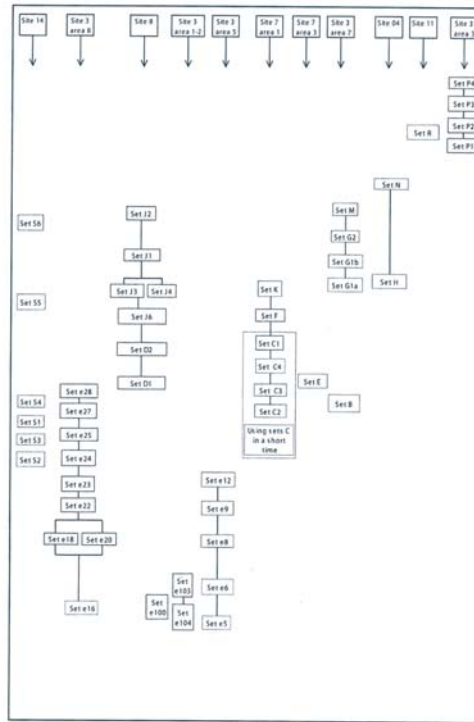 Site 14
Site 3
area 8
Site 8
Site 3
area 1-2
Site 3
area 5
Site 7
area 1
Site 7
area 3
Site 3
area 7
Site 04
Site 11
Site 3
Set P4
Set P3
Set P2
Set P1
Set R
Set N
Set M
Set G2
Set G1b
Set G1a
Set H
Set S6
Set J2
Set J1
Set J3
Set J4
Set J6
Set D2
Set D1
Set S5
Set K
Set F
Set C1
Set C4
Set C3
Set C2
Using sets C
in a short
time
Set E
Set B
Set S4
Set S1
Set S3
Set S2
Set e28
Set e27
Set e25
Set e24
Set e23
Set e22
Set e18
Set e20
Set e16
Set e12
Set e9
Set e8
Set e6
Set e5
Set
e103
Set
e100
Set
e104